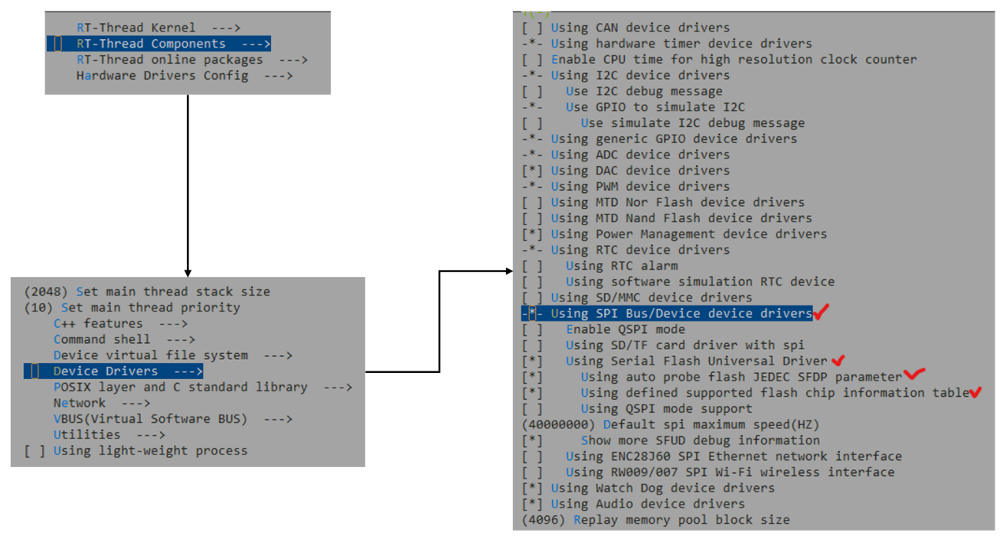 RT-Thread Kernel  --->
[ ] RT-Thread Components  --->
RT-Thread online packages  --->
Hardware Drivers Config  --->
(2048) Set main thread stack size
(10) Set main thread priority
C++ features  --->
Command shell  --->
Device virtual file system  --->
[ ] Device Drivers  --->
POSIX layer and C standard library  --->
Network  --->
VBUS(Virtual Software BUS)  --->
Utilities  --->
[ ] Using light-weight process
↑(-)
[ ] Using CAN device drivers
-*- Using hardware timer device drivers
[ ] Enable CPU time for high resolution clock counter
-*- Using I2C device drivers
[ ]   Use I2C debug message
-*-   Use GPIO to simulate I2C
[ ]     Use simulate I2C debug message
-*- Using generic GPIO device drivers
-*- Using ADC device drivers
[*] Using DAC device drivers
-*- Using PWM device drivers
[ ] Using MTD Nor Flash device drivers
[ ] Using MTD Nand Flash device drivers
[*] Using Power Management device drivers
-*- Using RTC device drivers
[ ]   Using RTC alarm
[ ]   Using software simulation RTC device
[ ] Using SD/MMC device drivers
-*- Using SPI Bus/Device device drivers
[ ]   Enable QSPI mode
[ ]   Using SD/TF card driver with spi
[*]   Using Serial Flash Universal Driver
[*]     Using auto probe flash JEDEC SFDP parameter
[*]     Using defined supported flash chip information table
[ ]     Using QSPI mode support
(40000000) Default spi maximum speed(HZ)
[*]     Show more SFUD debug information
[ ]   Using ENC28J60 SPI Ethernet network interface
[ ]   Using RW009/007 SPI Wi-Fi wireless interface
[*] Using Watch Dog device drivers
[*] Using Audio device drivers
(4096) Replay memory pool block size